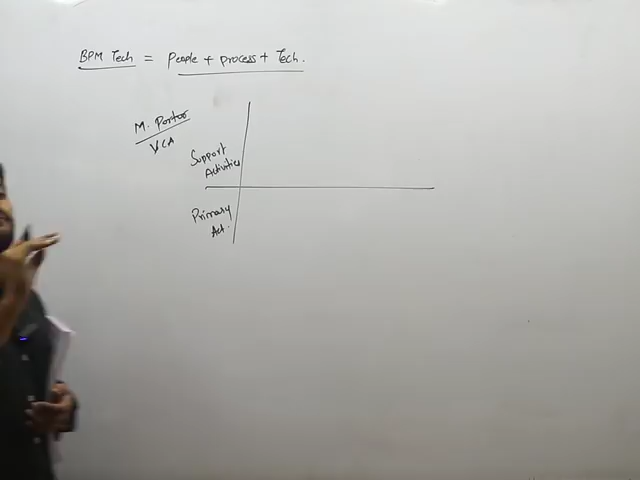 BPM Tech = People + process + Tech.
M. Porter
VCA
Support
Activities
Primary
Act.